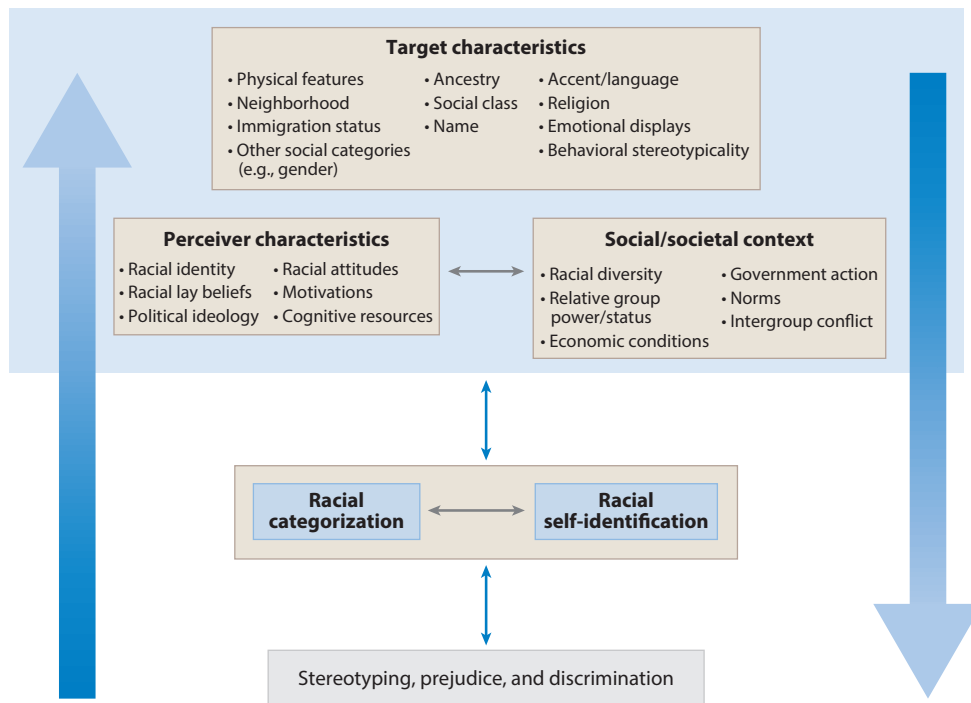 Target characteristics
• Physical features
• Neighborhood
• Immigration status
• Other social categories
(e.g., gender)
• Ancestry
• Social class
• Name
• Accent/language
• Religion
• Emotional displays
• Behavioral stereotypicality
Perceiver characteristics
• Racial identity
• Racial lay beliefs
• Political ideology
• Racial attitudes
• Motivations
• Cognitive resources
Social/societal context
• Racial diversity
• Relative group
power/status
• Economic conditions
• Government action
• Norms
• Intergroup conflict
Racial
categorization
Racial
self-identification
Stereotyping, prejudice, and discrimination